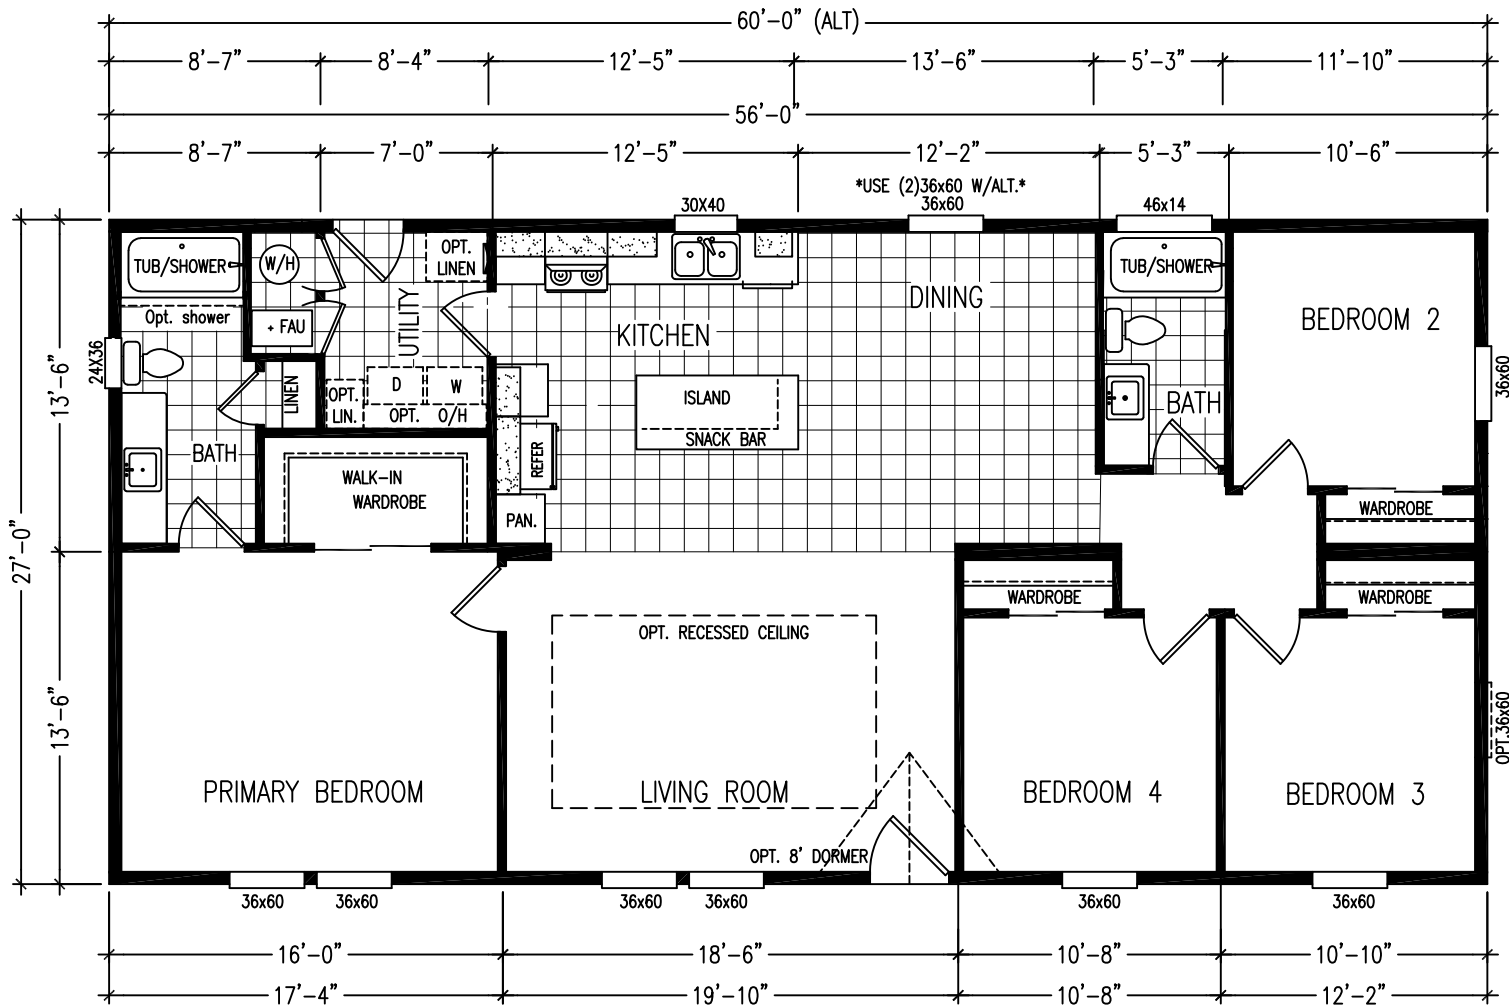 60'-0" (ALT)
8'-7" 8'-4" 12'-5" 13'-6" 5'-3" 11'-10"
56'-0"
8'-7" 7'-0" 12'-5" 12'-2" 5'-3" 10'-6"
*USE (2)36x60 W/ALT.*
30X40
36x60
46x14
TUB/SHOWER
W/H
OPT.
LINEN
TUB/SHOWER
Opt. shower
+ FAU
UTILITY
DINING
KITCHEN
BEDROOM 2
24X36
36x60
13'-6"
LINEN
OPT.
LIN.
D
W
OPT.
O/H
ISLAND
SNACK BAR
BATH
BATH
REFER
WALK-IN
WARDROBE
PAN.
WARDROBE
27'-0"
WARDROBE
WARDROBE
OPT. RECESSED CEILING
13'-6"
OPT.36x60
PRIMARY BEDROOM
LIVING ROOM
BEDROOM 4
BEDROOM 3
OPT. 8' DORMER
36x60
36x60
36x60
36x60
36x60
36x60
16'-0" 18'-6" 10'-8" 10'-10"
17'-4" 19'-10" 10'-8" 12'-2"